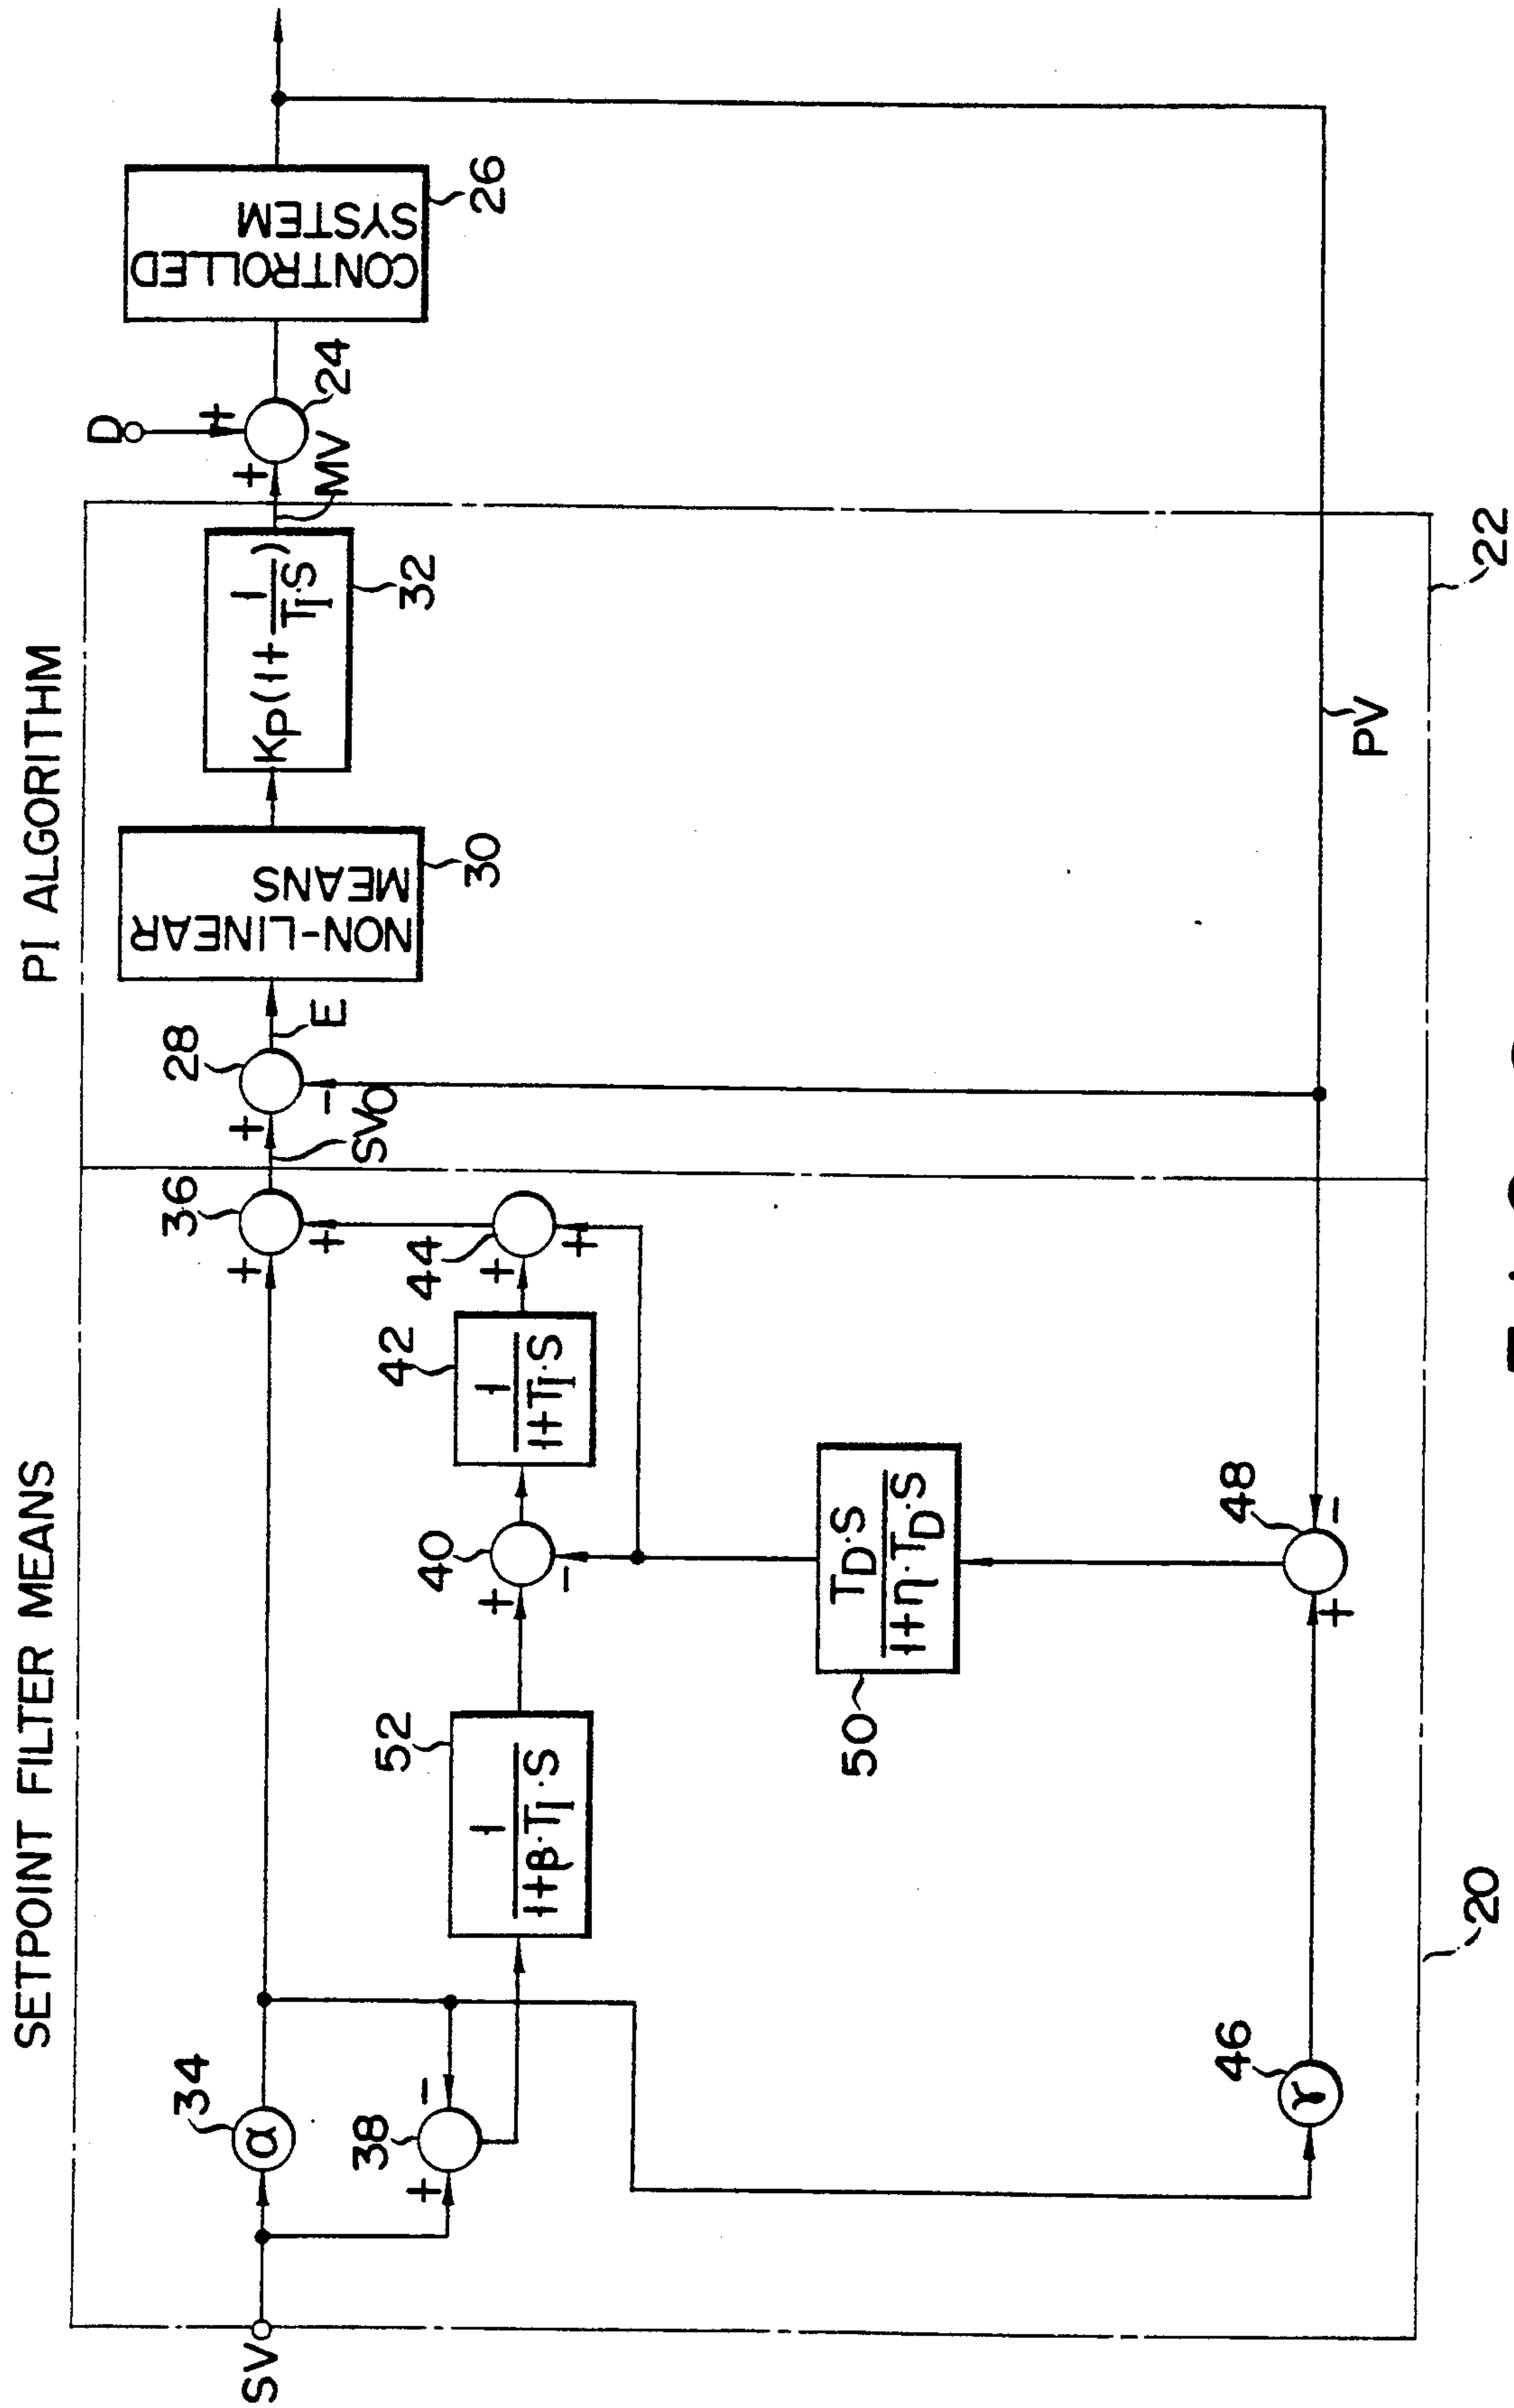 SETPOINT FILTER MEANS
PI ALGORITHM
SV
34
α
38
+
-
52
1
1+β·TI·S
40
+
-
42
1
1+TI·S
44
+
+
36
+
+
SV0
28
+
-
E
NON-LINEAR
MEANS
30
KP(1+
1
TI·S
)
32
MV
D
+
+
24
CONTROLLED
SYSTEM
26
46
γ
48
+
-
50
TD·S
1+η·TD·S
PV
20
22